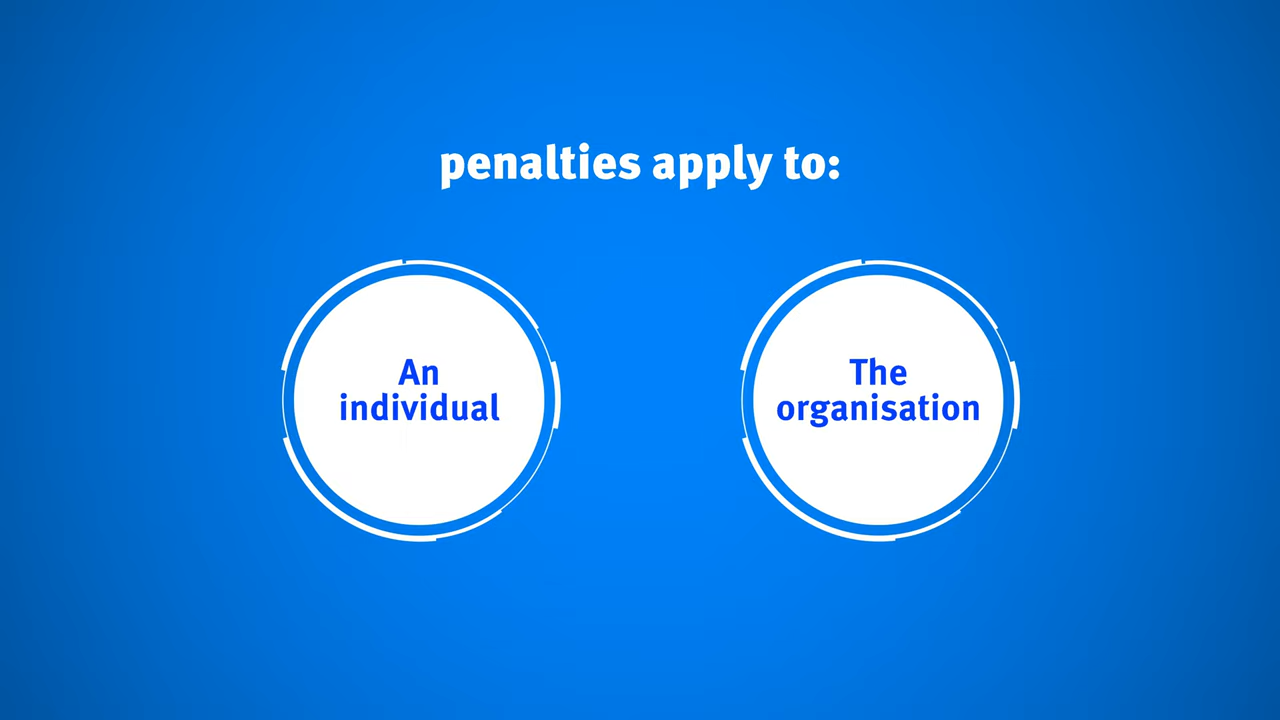 penalties apply to:
An
individual
The
organisation